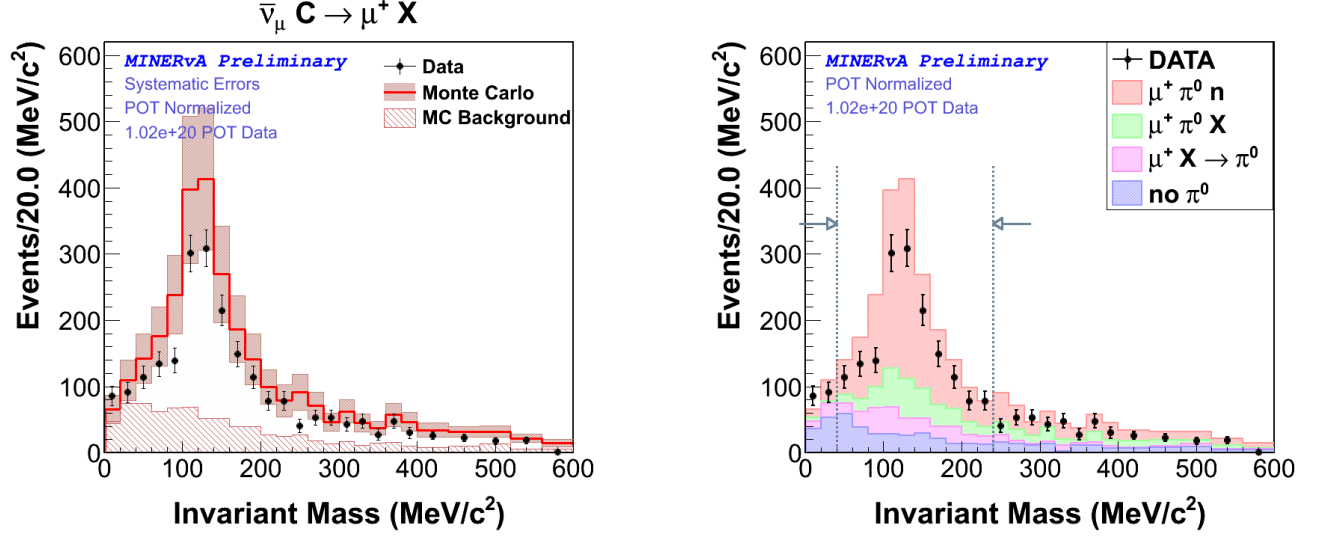 ν̄μ C → μ⁺ X
Events/20.0 (MeV/c²)
600
500
400
300
200
100
0
MINERvA Preliminary
Systematic Errors
POT Normalized
1.02e+20 POT Data
Data
Monte Carlo
MC Background
0 100 200 300 400 500 600
Invariant Mass (MeV/c²)
Events/20.0 (MeV/c²)
600
500
400
300
200
100
0
MINERvA Preliminary
POT Normalized
1.02e+20 POT Data
DATA
μ⁺ π⁰ n
μ⁺ π⁰ X
μ⁺ X → π⁰
no π⁰
0 100 200 300 400 500 600
Invariant Mass (MeV/c²)